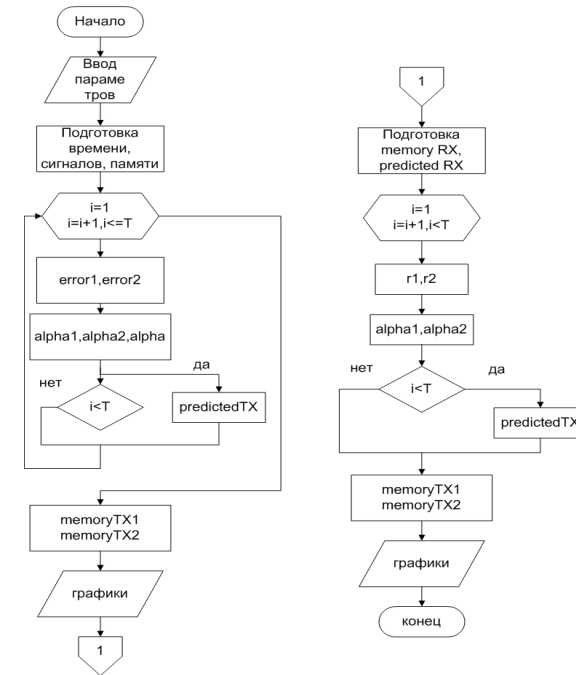 Начало
Ввод
параме
тров
Подготовка
времени,
сигналов, памяти
i=1
i=i+1,i<=T
error1,error2
alpha1,alpha2,alpha
да
нет
i<T
predictedTX
memoryTX1
memoryTX2
графики
1
1
Подготовка
memory RX,
predicted RX
i=1
i=i+1,i<T
r1,r2
alpha1,alpha2
нет
да
i<T
predictedTX
memoryTX1
memoryTX2
графики
конец